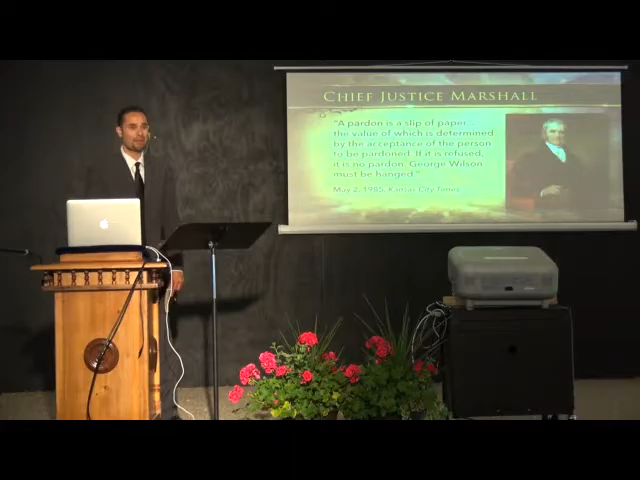 CHIEF JUSTICE MARSHALL
"A pardon is a slip of paper...
the value of which is determined
by the acceptance of the person
to be pardoned. If it is refused,
it is no pardon. George Wilson
must be hanged."
May 2, 1985, Kansas City Times